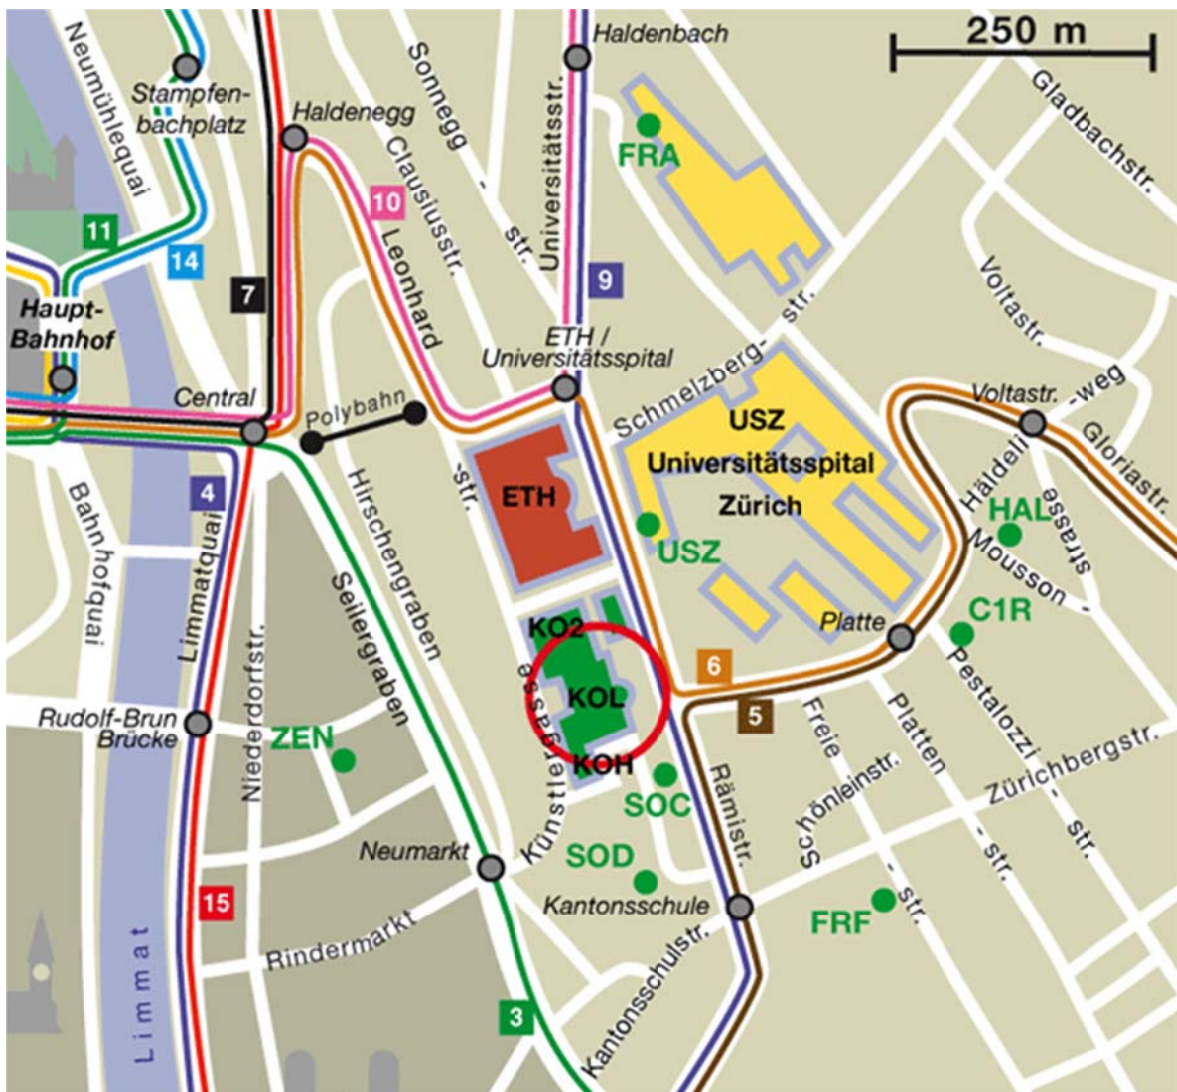 250 m
Haldenbach
Neumühlequai
Stampfen-
bachplatz
Haldenegg
Sonnegg
-
str.
Clausiusstr.
Universitätsstr.
FRA
Gladbachstr.
10
11
14
7
9
Leonhard
-str.
Voltastr.
Haupt-
Bahnhof
ETH /
Universitätsspital
Schmelzberg-
str.
Central
Polybahn
USZ
Universitätsspital
Zürich
Voltastr.
Häldeli
-weg
Gloriastr.
4
ETH
USZ
HAL
Mousson -
strasse
Bahnhofquai
Limmatquai
Hirschengraben
Seilergraben
KO2
C1R
Platte
KOL
6
5
Rudolf-Brun
Brücke
Niederdorfstr.
ZEN
Künstlergasse
KOH
SOC
Rämistr.
Freie
-
str.
Platten
-
str.
Pestalozzi
-
str.
Schönleinstr.
Zürichbergstr.
Neumarkt
SOD
Kantonsschule
FRF
15
Rindermarkt
Limmat
3
Kantonsschulstr.